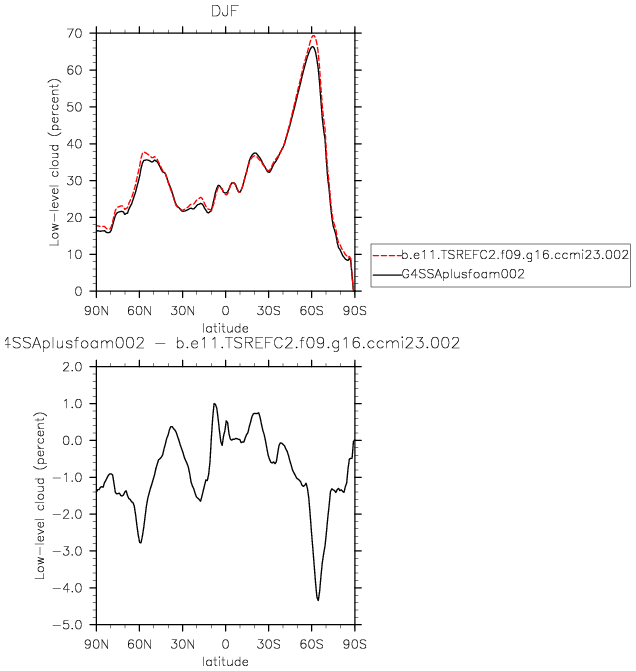 DJF
70
60
50
40
30
20
10
0
Low-level cloud (percent)
90N 60N 30N 0 30S 60S 90S
latitude
b.e11.TSREFC2.f09.g16.ccmi23.002
G4SSAplusfoam002
4SSAplusfoam002 - b.e11.TSREFC2.f09.g16.ccmi23.002
2.0
1.0
0.0
-1.0
-2.0
-3.0
-4.0
-5.0
Low-level cloud (percent)
90N 60N 30N 0 30S 60S 90S
latitude